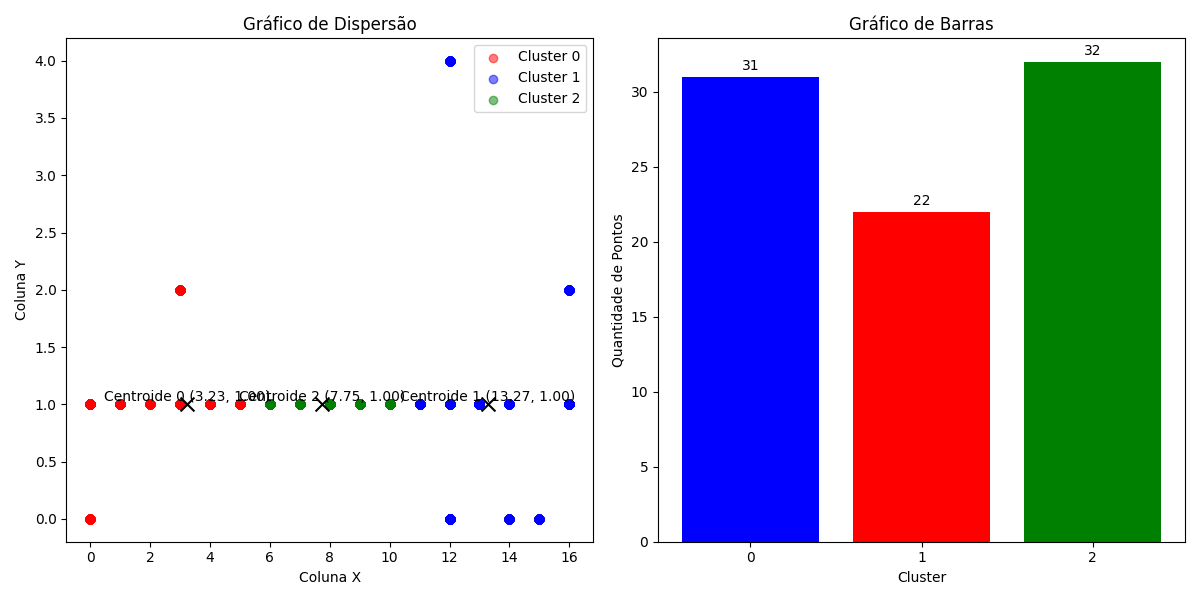 Gráfico de Dispersão
Coluna Y
4.0
3.5
3.0
2.5
2.0
1.5
1.0
0.5
0.0
Cluster 0
Cluster 1
Cluster 2
Centroide 0 (3.23, 1.00)
Centroide 2 (7.75, 1.00)
Centroide 1 (13.27, 1.00)
0 2 4 6 8 10 12 14 16
Coluna X
Gráfico de Barras
Quantidade de Pontos
30
25
20
15
10
5
0
31
22
32
0 1 2
Cluster